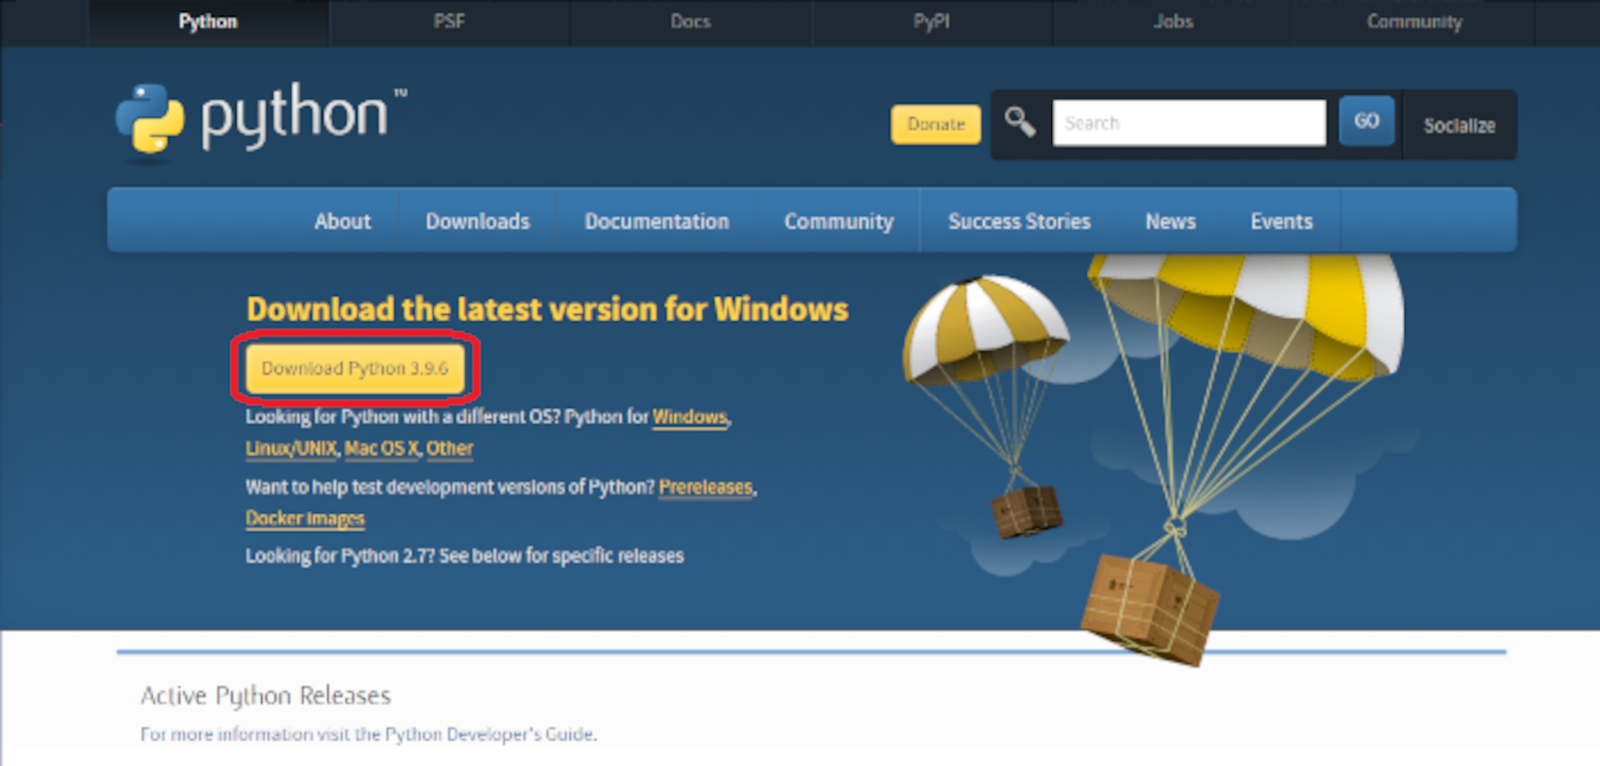 Python PSF Docs PyPI Jobs Community
python™
Donate Search GO Socialize
About Downloads Documentation Community Success Stories News Events
Download the latest version for Windows
Download Python 3.9.6
Looking for Python with a different OS? Python for Windows,
Linux/UNIX, Mac OS X, Other
Want to help test development versions of Python? Prereleases,
Docker images
Looking for Python 2.7? See below for specific releases
Active Python Releases
For more information visit the Python Developer's Guide.